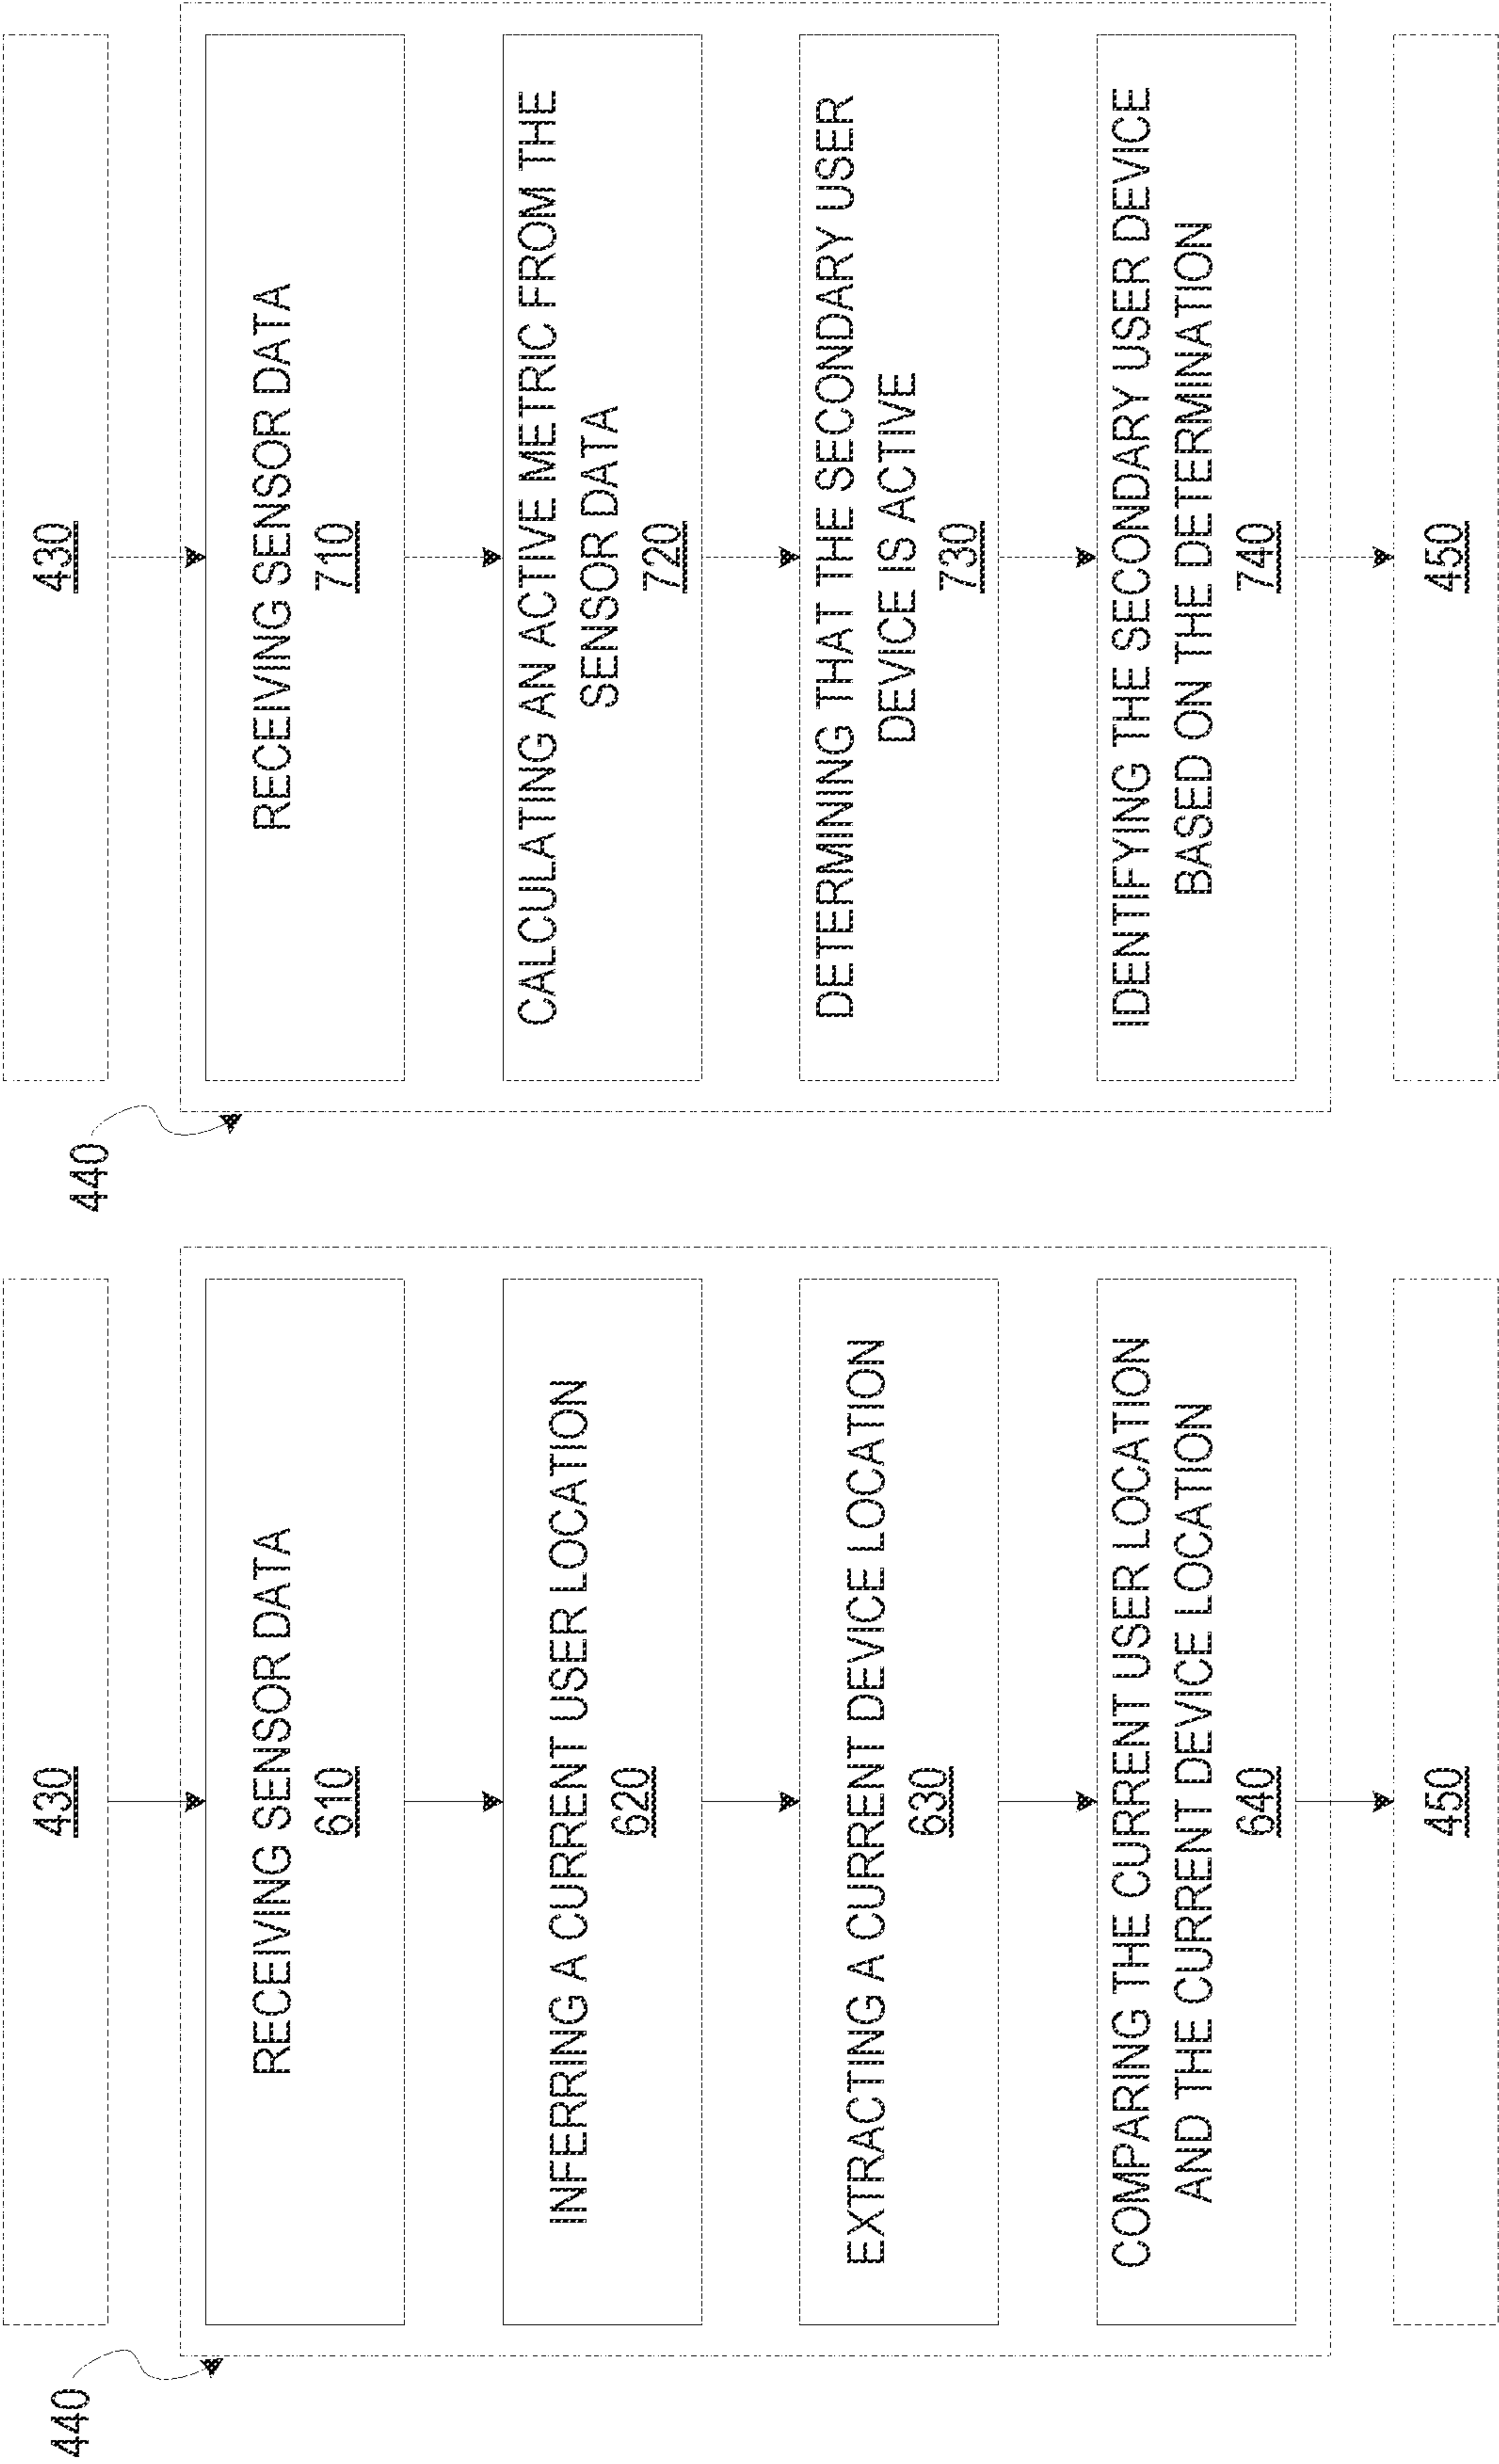 440
430
RECEIVING SENSOR DATA
610
INFERRING A CURRENT USER LOCATION
620
EXTRACTING A CURRENT DEVICE LOCATION
630
COMPARING THE CURRENT USER LOCATION
AND THE CURRENT DEVICE LOCATION
640
450
440
430
RECEIVING SENSOR DATA
710
CALCULATING AN ACTIVE METRIC FROM THE
SENSOR DATA
720
DETERMINING THAT THE SECONDARY USER
DEVICE IS ACTIVE
730
IDENTIFYING THE SECONDARY USER DEVICE
BASED ON THE DETERMINATION
740
450